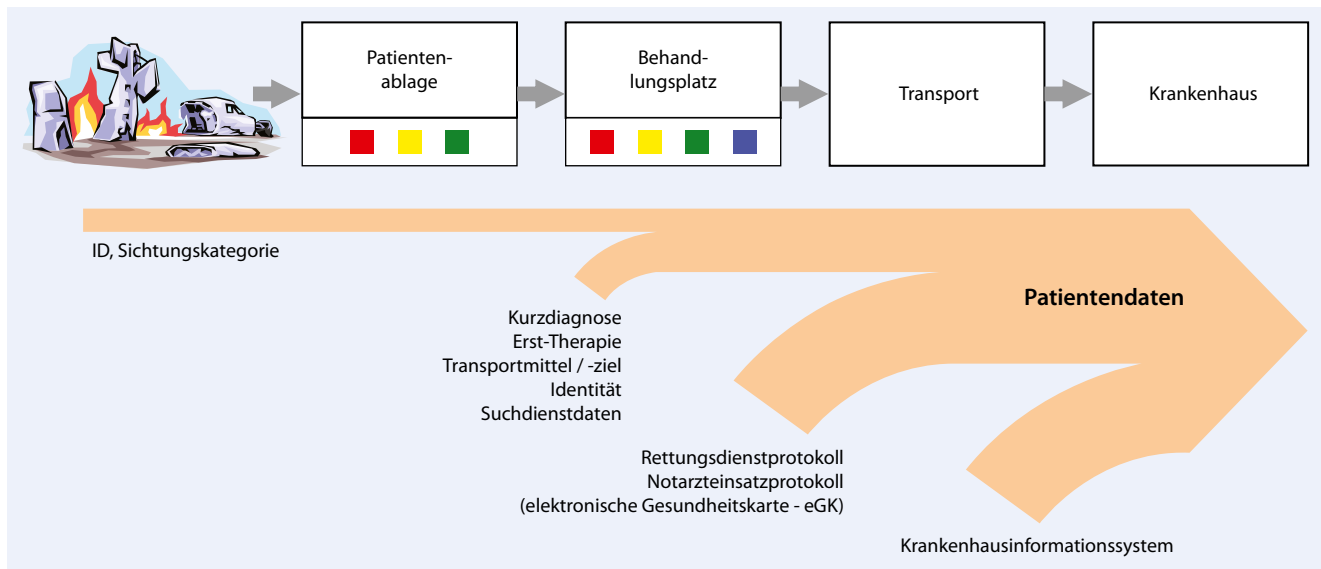 Patienten-
ablage
Behand-
lungsplatz
Transport
Krankenhaus
ID, Sichtungskategorie
Patientendaten
Kurzdiagnose
Erst-Therapie
Transportmittel / -ziel
Identität
Suchdienstdaten
Rettungsdienstprotokoll
Notarzteinsatzprotokoll
(elektronische Gesundheitskarte - eGK)
Krankenhausinformationssystem